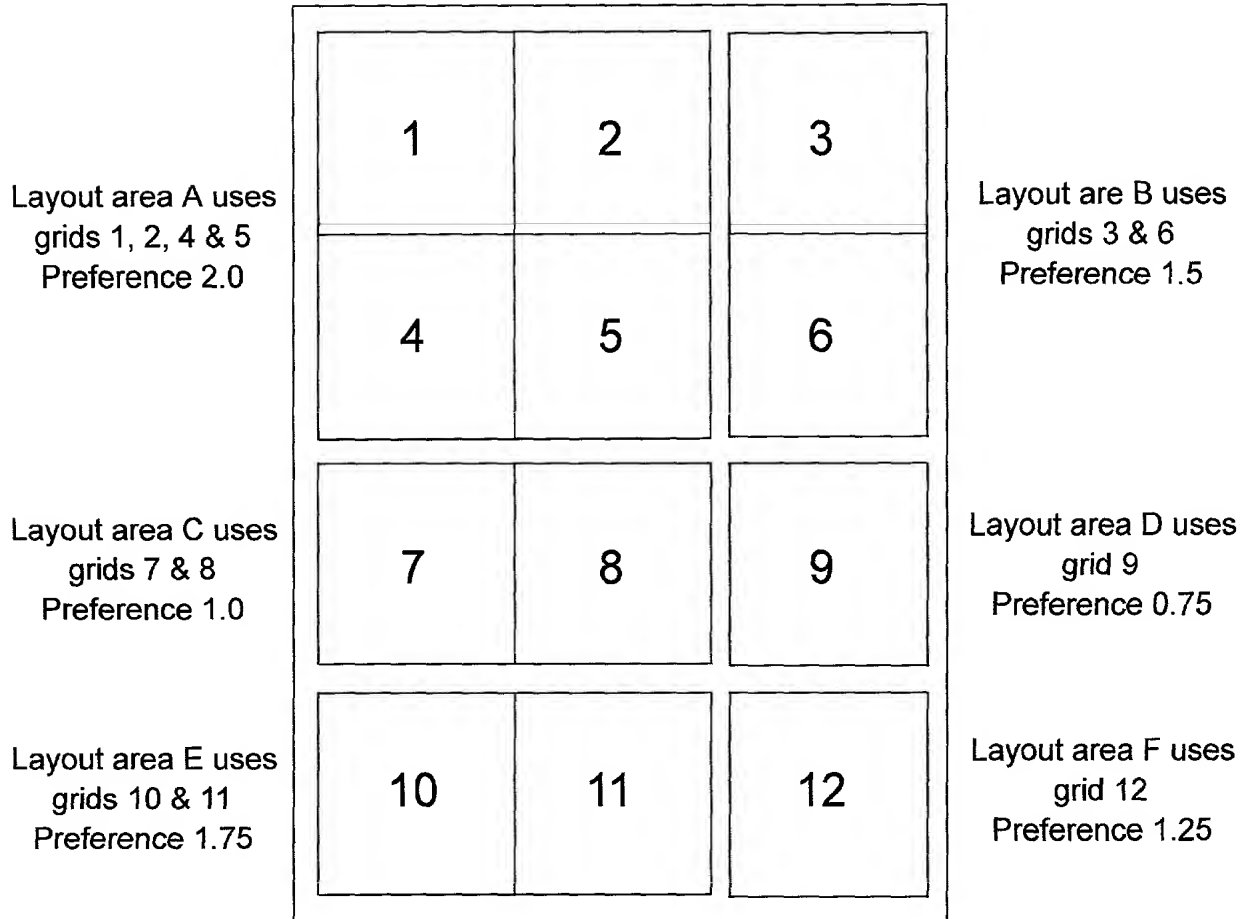 1 2 3
Layout area A uses
grids 1, 2, 4 & 5
Preference 2.0
Layout are B uses
grids 3 & 6
Preference 1.5
4 5 6
Layout area C uses
grids 7 & 8
Preference 1.0
7 8 9
Layout area D uses
grid 9
Preference 0.75
Layout area E uses
grids 10 & 11
Preference 1.75
10 11 12
Layout area F uses
grid 12
Preference 1.25